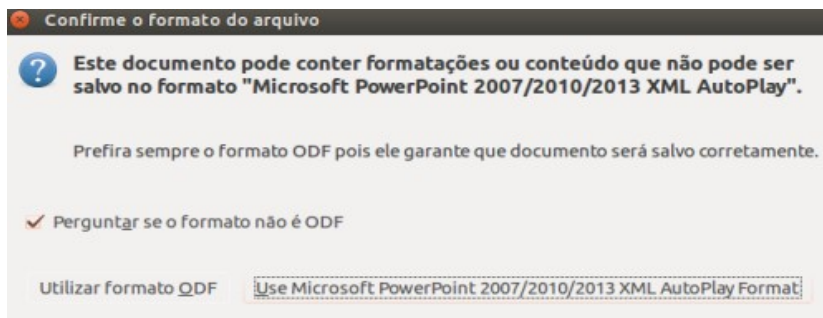 Confirme o formato do arquivo
Este documento pode conter formatações ou conteúdo que não pode ser
salvo no formato "Microsoft PowerPoint 2007/2010/2013 XML AutoPlay".
Prefira sempre o formato ODF pois ele garante que documento será salvo corretamente.
Perguntar se o formato não é ODF
Utilizar formato ODF Use Microsoft PowerPoint 2007/2010/2013 XML AutoPlay Format